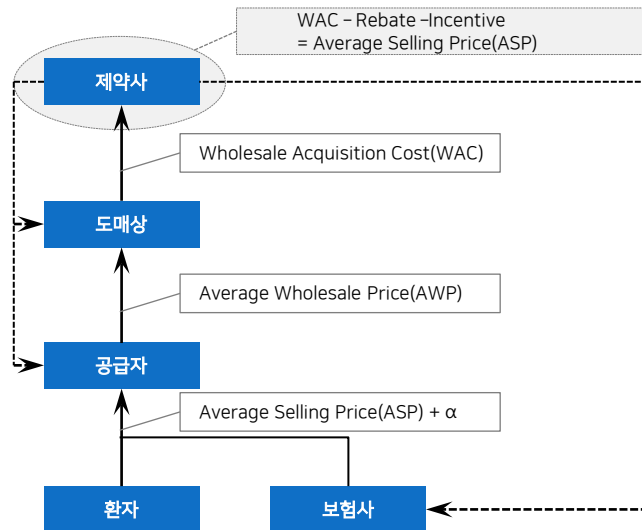 WAC – Rebate –Incentive
= Average Selling Price(ASP)
제약사
Wholesale Acquisition Cost(WAC)
도매상
Average Wholesale Price(AWP)
공급자
Average Selling Price(ASP) + α
환자
보험사